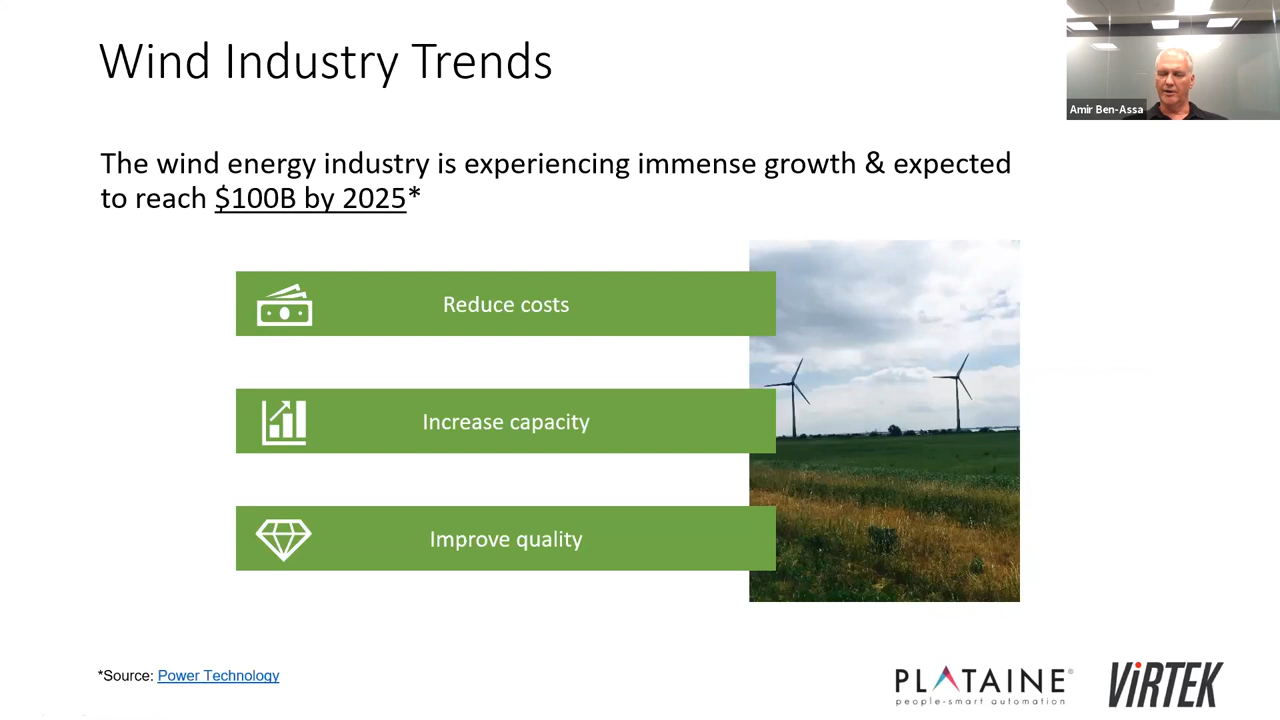 Wind Industry Trends
Amir Ben-Assa
The wind energy industry is experiencing immense growth & expected
to reach $100B by 2025*
Reduce costs
Increase capacity
Improve quality
*Source: Power Technology
PLATAINE®
people-smart automation
ViRTEK